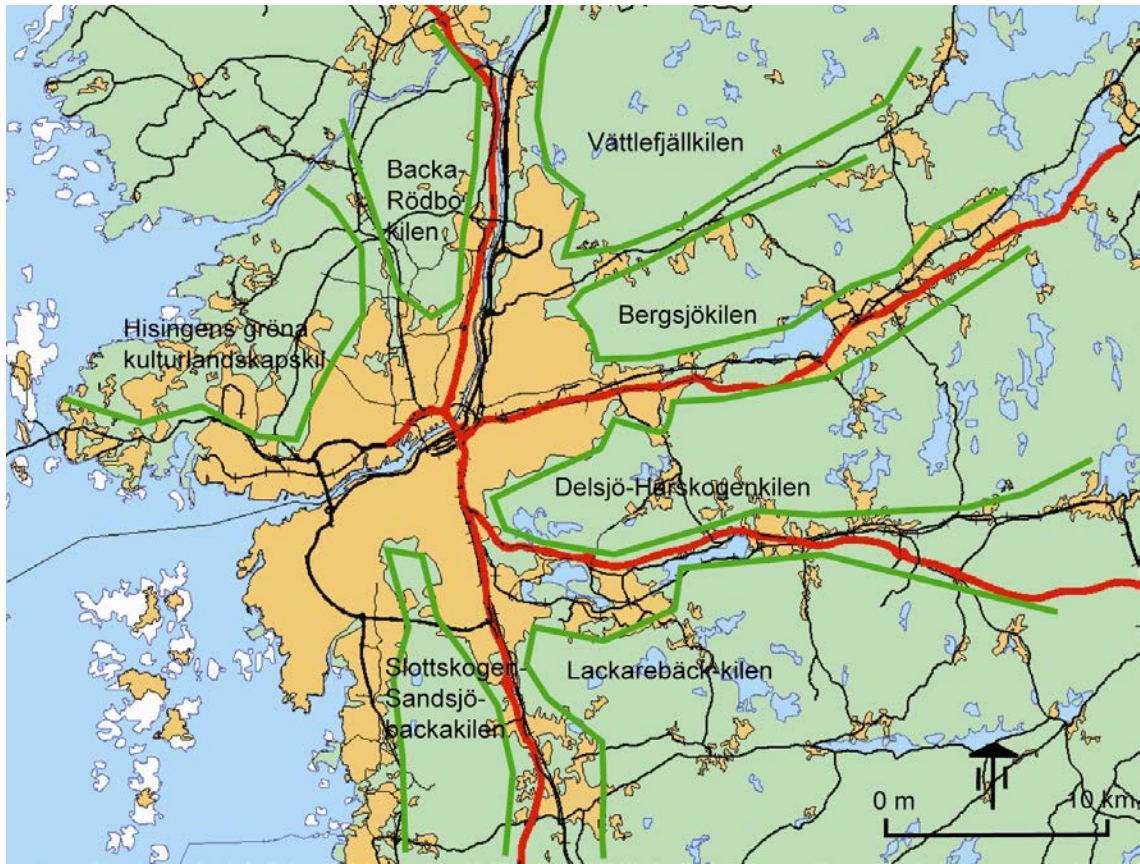 Vättlefjällkilen
Backa-
Rödbo
kilen
Bergsjökilen
Hisingens gröna
kulturlandskapskil
Delsjö-Härskogenkilen
Slottskogen-
Sandsjö-
backakilen
Lackarebäck-kilen
0 m
10 km